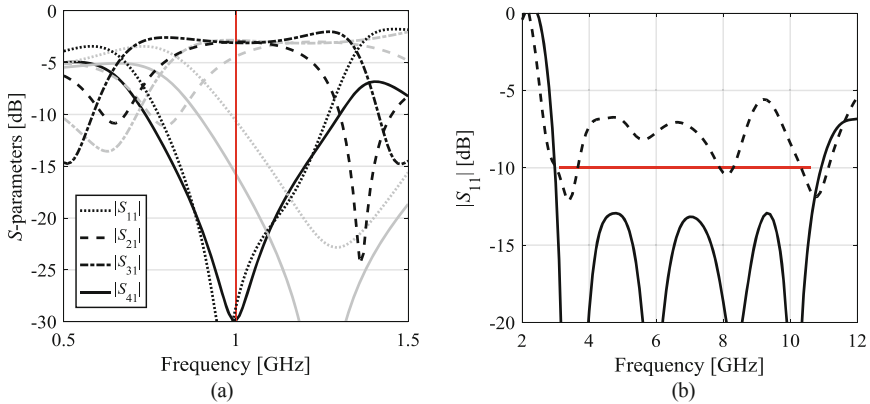 0
-5
-10
-15
-20
-25
-30
S-parameters [dB]
|S11|
|S21|
|S31|
|S41|
0.5
1
1.5
Frequency [GHz]
(a)
0
-5
-10
-15
-20
|S11| [dB]
2
4
6
8
10
12
Frequency [GHz]
(b)